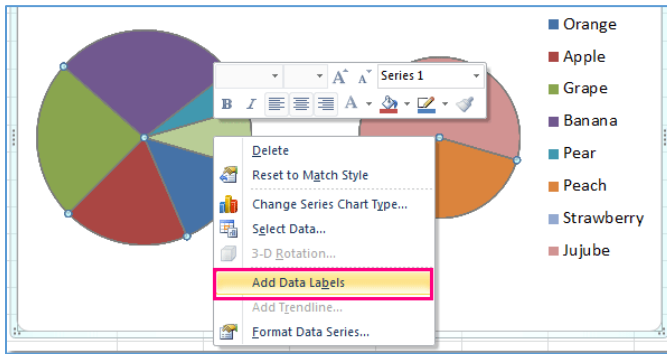 Orange
Apple
Grape
Banana
Pear
Peach
Strawberry
Jujube
A A Series 1
B I A
Delete
Reset to Match Style
Change Series Chart Type...
Select Data...
3-D Rotation...
Add Data Labels
Add Trendline...
Format Data Series...